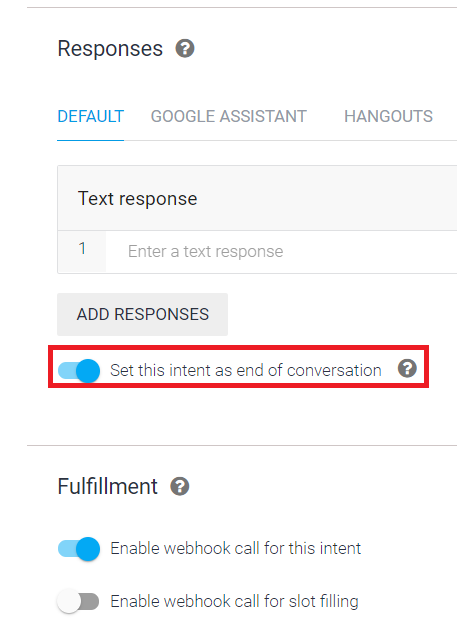 Responses ?
DEFAULT GOOGLE ASSISTANT HANGOUTS
Text response
1 Enter a text response
ADD RESPONSES
Set this intent as end of conversation ?
Fulfillment ?
Enable webhook call for this intent
Enable webhook call for slot filling